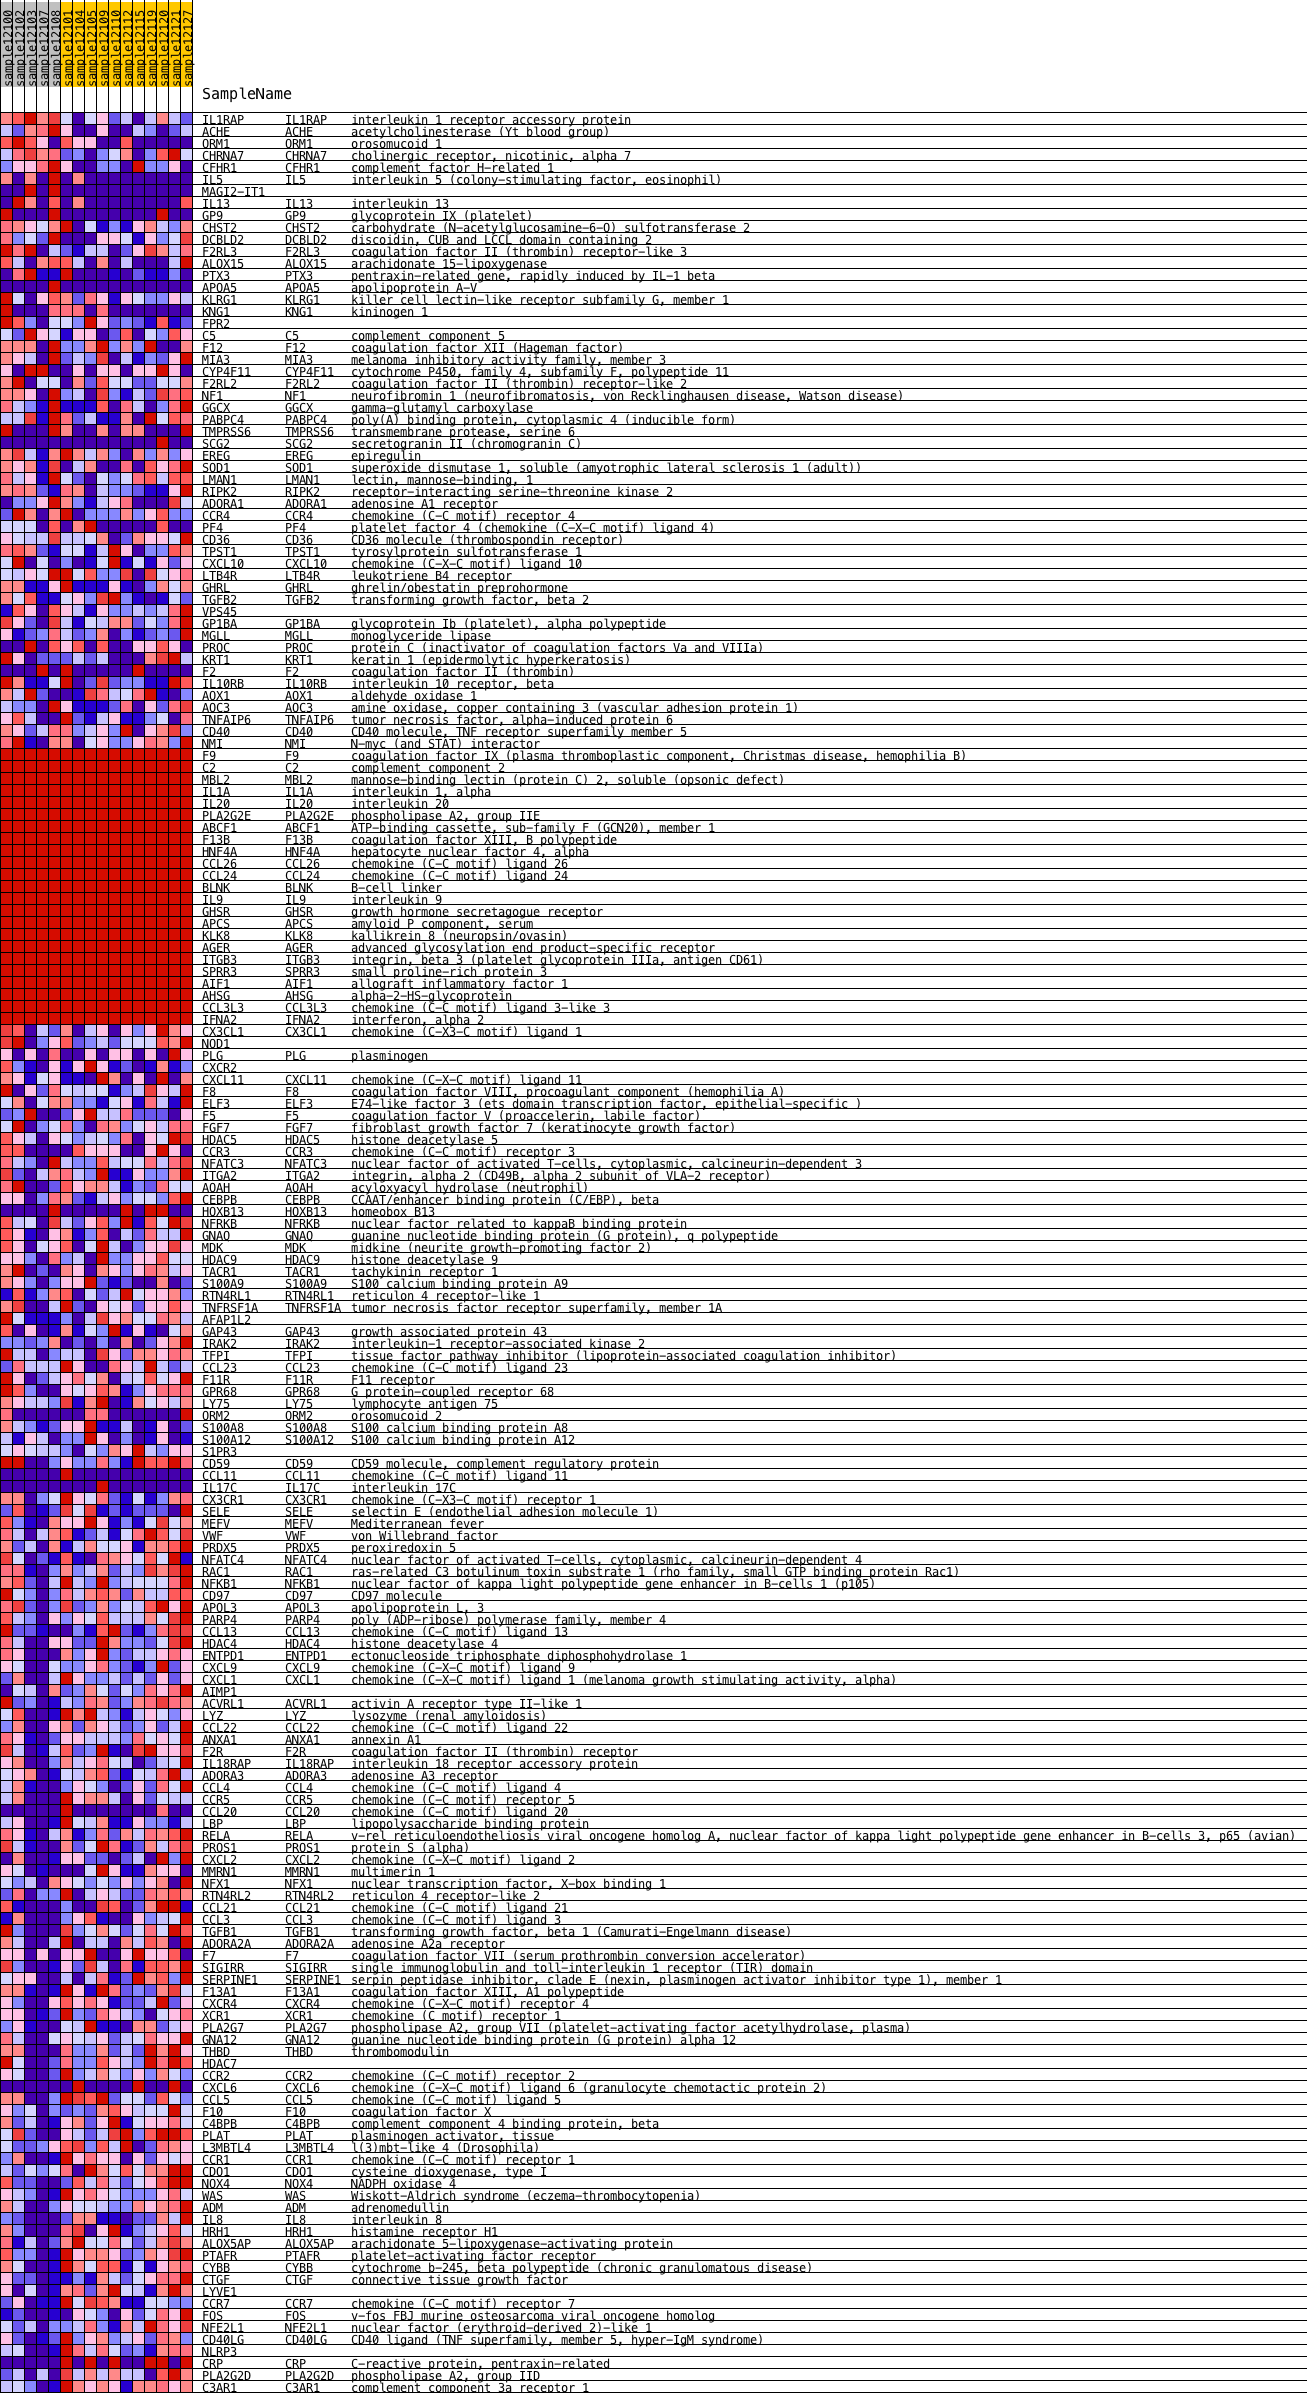 sample12100 sample12102 sample12103 sample12107 sample12108 sample12101 sample12104 sample12105 sample12109 sample12110 sample12112 sample12115 sample12119 sample12120 sample12121 sample12127
SampleName
IL1RAP IL1RAP interleukin 1 receptor accessory protein
ACHE ACHE acetylcholinesterase (Yt blood group)
ORM1 ORM1 orosomucoid 1
CHRNA7 CHRNA7 cholinergic receptor, nicotinic, alpha 7
CFHR1 CFHR1 complement factor H-related 1
IL5 IL5 interleukin 5 (colony-stimulating factor, eosinophil)
MAGI2-IT1
IL13 IL13 interleukin 13
GP9 GP9 glycoprotein IX (platelet)
CHST2 CHST2 carbohydrate (N-acetylglucosamine-6-O) sulfotransferase 2
DCBLD2 DCBLD2 discoidin, CUB and LCCL domain containing 2
F2RL3 F2RL3 coagulation factor II (thrombin) receptor-like 3
ALOX15 ALOX15 arachidonate 15-lipoxygenase
PTX3 PTX3 pentraxin-related gene, rapidly induced by IL-1 beta
APOA5 APOA5 apolipoprotein A-V
KLRG1 KLRG1 killer cell lectin-like receptor subfamily G, member 1
KNG1 KNG1 kininogen 1
FPR2
C5 C5 complement component 5
F12 F12 coagulation factor XII (Hageman factor)
MIA3 MIA3 melanoma inhibitory activity family, member 3
CYP4F11 CYP4F11 cytochrome P450, family 4, subfamily F, polypeptide 11
F2RL2 F2RL2 coagulation factor II (thrombin) receptor-like 2
NF1 NF1 neurofibromin 1 (neurofibromatosis, von Recklinghausen disease, Watson disease)
GGCX GGCX gamma-glutamyl carboxylase
PABPC4 PABPC4 poly(A) binding protein, cytoplasmic 4 (inducible form)
TMPRSS6 TMPRSS6 transmembrane protease, serine 6
SCG2 SCG2 secretogranin II (chromogranin C)
EREG EREG epiregulin
SOD1 SOD1 superoxide dismutase 1, soluble (amyotrophic lateral sclerosis 1 (adult))
LMAN1 LMAN1 lectin, mannose-binding, 1
RIPK2 RIPK2 receptor-interacting serine-threonine kinase 2
ADORA1 ADORA1 adenosine A1 receptor
CCR4 CCR4 chemokine (C-C motif) receptor 4
PF4 PF4 platelet factor 4 (chemokine (C-X-C motif) ligand 4)
CD36 CD36 CD36 molecule (thrombospondin receptor)
TPST1 TPST1 tyrosylprotein sulfotransferase 1
CXCL10 CXCL10 chemokine (C-X-C motif) ligand 10
LTB4R LTB4R leukotriene B4 receptor
GHRL GHRL ghrelin/obestatin preprohormone
TGFB2 TGFB2 transforming growth factor, beta 2
VPS45
GP1BA GP1BA glycoprotein Ib (platelet), alpha polypeptide
MGLL MGLL monoglyceride lipase
PROC PROC protein C (inactivator of coagulation factors Va and VIIIa)
KRT1 KRT1 keratin 1 (epidermolytic hyperkeratosis)
F2 F2 coagulation factor II (thrombin)
IL10RB IL10RB interleukin 10 receptor, beta
AOX1 AOX1 aldehyde oxidase 1
AOC3 AOC3 amine oxidase, copper containing 3 (vascular adhesion protein 1)
TNFAIP6 TNFAIP6 tumor necrosis factor, alpha-induced protein 6
CD40 CD40 CD40 molecule, TNF receptor superfamily member 5
NMI NMI N-myc (and STAT) interactor
F9 F9 coagulation factor IX (plasma thromboplastic component, Christmas disease, hemophilia B)
C2 C2 complement component 2
MBL2 MBL2 mannose-binding lectin (protein C) 2, soluble (opsonic defect)
IL1A IL1A interleukin 1, alpha
IL20 IL20 interleukin 20
PLA2G2E PLA2G2E phospholipase A2, group IIE
ABCF1 ABCF1 ATP-binding cassette, sub-family F (GCN20), member 1
F13B F13B coagulation factor XIII, B polypeptide
HNF4A HNF4A hepatocyte nuclear factor 4, alpha
CCL26 CCL26 chemokine (C-C motif) ligand 26
CCL24 CCL24 chemokine (C-C motif) ligand 24
BLNK BLNK B-cell linker
IL9 IL9 interleukin 9
GHSR GHSR growth hormone secretagogue receptor
APCS APCS amyloid P component, serum
KLK8 KLK8 kallikrein 8 (neuropsin/ovasin)
AGER AGER advanced glycosylation end product-specific receptor
ITGB3 ITGB3 integrin, beta 3 (platelet glycoprotein IIIa, antigen CD61)
SPRR3 SPRR3 small proline-rich protein 3
AIF1 AIF1 allograft inflammatory factor 1
AHSG AHSG alpha-2-HS-glycoprotein
CCL3L3 CCL3L3 chemokine (C-C motif) ligand 3-like 3
IFNA2 IFNA2 interferon, alpha 2
CX3CL1 CX3CL1 chemokine (C-X3-C motif) ligand 1
NOD1
PLG PLG plasminogen
CXCR2
CXCL11 CXCL11 chemokine (C-X-C motif) ligand 11
F8 F8 coagulation factor VIII, procoagulant component (hemophilia A)
ELF3 ELF3 E74-like factor 3 (ets domain transcription factor, epithelial-specific )
F5 F5 coagulation factor V (proaccelerin, labile factor)
FGF7 FGF7 fibroblast growth factor 7 (keratinocyte growth factor)
HDAC5 HDAC5 histone deacetylase 5
CCR3 CCR3 chemokine (C-C motif) receptor 3
NFATC3 NFATC3 nuclear factor of activated T-cells, cytoplasmic, calcineurin-dependent 3
ITGA2 ITGA2 integrin, alpha 2 (CD49B, alpha 2 subunit of VLA-2 receptor)
AOAH AOAH acyloxyacyl hydrolase (neutrophil)
CEBPB CEBPB CCAAT/enhancer binding protein (C/EBP), beta
HOXB13 HOXB13 homeobox B13
NFRKB NFRKB nuclear factor related to kappaB binding protein
GNAQ GNAQ guanine nucleotide binding protein (G protein), q polypeptide
MDK MDK midkine (neurite growth-promoting factor 2)
HDAC9 HDAC9 histone deacetylase 9
TACR1 TACR1 tachykinin receptor 1
S100A9 S100A9 S100 calcium binding protein A9
RTN4RL1 RTN4RL1 reticulon 4 receptor-like 1
TNFRSF1A TNFRSF1A tumor necrosis factor receptor superfamily, member 1A
AFAP1L2
GAP43 GAP43 growth associated protein 43
IRAK2 IRAK2 interleukin-1 receptor-associated kinase 2
TFPI TFPI tissue factor pathway inhibitor (lipoprotein-associated coagulation inhibitor)
CCL23 CCL23 chemokine (C-C motif) ligand 23
F11R F11R F11 receptor
GPR68 GPR68 G protein-coupled receptor 68
LY75 LY75 lymphocyte antigen 75
ORM2 ORM2 orosomucoid 2
S100A8 S100A8 S100 calcium binding protein A8
S100A12 S100A12 S100 calcium binding protein A12
S1PR3
CD59 CD59 CD59 molecule, complement regulatory protein
CCL11 CCL11 chemokine (C-C motif) ligand 11
IL17C IL17C interleukin 17C
CX3CR1 CX3CR1 chemokine (C-X3-C motif) receptor 1
SELE SELE selectin E (endothelial adhesion molecule 1)
MEFV MEFV Mediterranean fever
VWF VWF von Willebrand factor
PRDX5 PRDX5 peroxiredoxin 5
NFATC4 NFATC4 nuclear factor of activated T-cells, cytoplasmic, calcineurin-dependent 4
RAC1 RAC1 ras-related C3 botulinum toxin substrate 1 (rho family, small GTP binding protein Rac1)
NFKB1 NFKB1 nuclear factor of kappa light polypeptide gene enhancer in B-cells 1 (p105)
CD97 CD97 CD97 molecule
APOL3 APOL3 apolipoprotein L, 3
PARP4 PARP4 poly (ADP-ribose) polymerase family, member 4
CCL13 CCL13 chemokine (C-C motif) ligand 13
HDAC4 HDAC4 histone deacetylase 4
ENTPD1 ENTPD1 ectonucleoside triphosphate diphosphohydrolase 1
CXCL9 CXCL9 chemokine (C-X-C motif) ligand 9
CXCL1 CXCL1 chemokine (C-X-C motif) ligand 1 (melanoma growth stimulating activity, alpha)
AIMP1
ACVRL1 ACVRL1 activin A receptor type II-like 1
LYZ LYZ lysozyme (renal amyloidosis)
CCL22 CCL22 chemokine (C-C motif) ligand 22
ANXA1 ANXA1 annexin A1
F2R F2R coagulation factor II (thrombin) receptor
IL18RAP IL18RAP interleukin 18 receptor accessory protein
ADORA3 ADORA3 adenosine A3 receptor
CCL4 CCL4 chemokine (C-C motif) ligand 4
CCR5 CCR5 chemokine (C-C motif) receptor 5
CCL20 CCL20 chemokine (C-C motif) ligand 20
LBP LBP lipopolysaccharide binding protein
RELA RELA v-rel reticuloendotheliosis viral oncogene homolog A, nuclear factor of kappa light polypeptide gene enhancer in B-cells 3, p65 (avian)
PROS1 PROS1 protein S (alpha)
CXCL2 CXCL2 chemokine (C-X-C motif) ligand 2
MMRN1 MMRN1 multimerin 1
NFX1 NFX1 nuclear transcription factor, X-box binding 1
RTN4RL2 RTN4RL2 reticulon 4 receptor-like 2
CCL21 CCL21 chemokine (C-C motif) ligand 21
CCL3 CCL3 chemokine (C-C motif) ligand 3
TGFB1 TGFB1 transforming growth factor, beta 1 (Camurati-Engelmann disease)
ADORA2A ADORA2A adenosine A2a receptor
F7 F7 coagulation factor VII (serum prothrombin conversion accelerator)
SIGIRR SIGIRR single immunoglobulin and toll-interleukin 1 receptor (TIR) domain
SERPINE1 SERPINE1 serpin peptidase inhibitor, clade E (nexin, plasminogen activator inhibitor type 1), member 1
F13A1 F13A1 coagulation factor XIII, A1 polypeptide
CXCR4 CXCR4 chemokine (C-X-C motif) receptor 4
XCR1 XCR1 chemokine (C motif) receptor 1
PLA2G7 PLA2G7 phospholipase A2, group VII (platelet-activating factor acetylhydrolase, plasma)
GNA12 GNA12 guanine nucleotide binding protein (G protein) alpha 12
THBD THBD thrombomodulin
HDAC7
CCR2 CCR2 chemokine (C-C motif) receptor 2
CXCL6 CXCL6 chemokine (C-X-C motif) ligand 6 (granulocyte chemotactic protein 2)
CCL5 CCL5 chemokine (C-C motif) ligand 5
F10 F10 coagulation factor X
C4BPB C4BPB complement component 4 binding protein, beta
PLAT PLAT plasminogen activator, tissue
L3MBTL4 L3MBTL4 l(3)mbt-like 4 (Drosophila)
CCR1 CCR1 chemokine (C-C motif) receptor 1
CDO1 CDO1 cysteine dioxygenase, type I
NOX4 NOX4 NADPH oxidase 4
WAS WAS Wiskott-Aldrich syndrome (eczema-thrombocytopenia)
ADM ADM adrenomedullin
IL8 IL8 interleukin 8
HRH1 HRH1 histamine receptor H1
ALOX5AP ALOX5AP arachidonate 5-lipoxygenase-activating protein
PTAFR PTAFR platelet-activating factor receptor
CYBB CYBB cytochrome b-245, beta polypeptide (chronic granulomatous disease)
CTGF CTGF connective tissue growth factor
LYVE1
CCR7 CCR7 chemokine (C-C motif) receptor 7
FOS FOS v-fos FBJ murine osteosarcoma viral oncogene homolog
NFE2L1 NFE2L1 nuclear factor (erythroid-derived 2)-like 1
CD40LG CD40LG CD40 ligand (TNF superfamily, member 5, hyper-IgM syndrome)
NLRP3
CRP CRP C-reactive protein, pentraxin-related
PLA2G2D PLA2G2D phospholipase A2, group IID
C3AR1 C3AR1 complement component 3a receptor 1